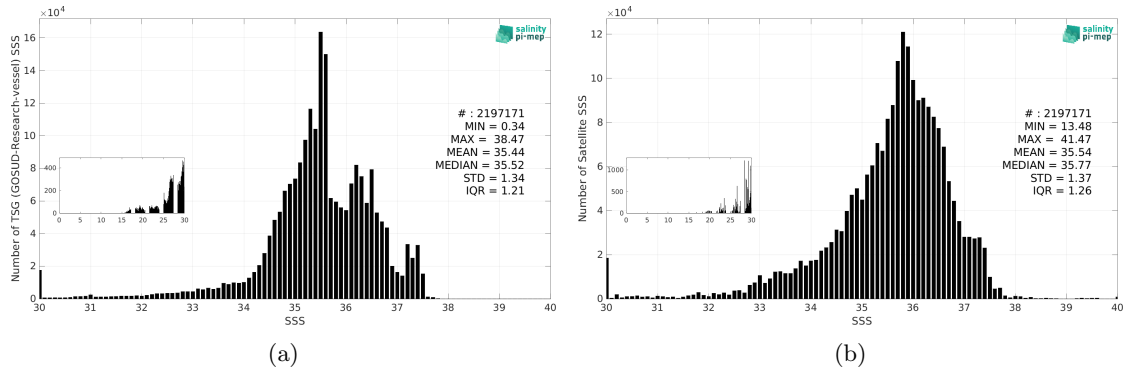 ×10⁴
16
14
12
10
8
6
4
2
0
Number of TSG (GOSUD-Research-vessel) SSS
salinity
pi-mep
# : 2197171
MIN = 0.34
MAX = 38.47
MEAN = 35.44
MEDIAN = 35.52
STD = 1.34
IQR = 1.21
400
200
0
0 5 10 15 20 25 30
30 31 32 33 34 35 36 37 38 39 40
SSS
(a)
×10⁴
12
10
8
6
4
2
0
Number of Satellite SSS
salinity
pi-mep
# : 2197171
MIN = 13.48
MAX = 41.47
MEAN = 35.54
MEDIAN = 35.77
STD = 1.37
IQR = 1.26
1000
500
0
0 5 10 15 20 25 30
30 31 32 33 34 35 36 37 38 39 40
SSS
(b)